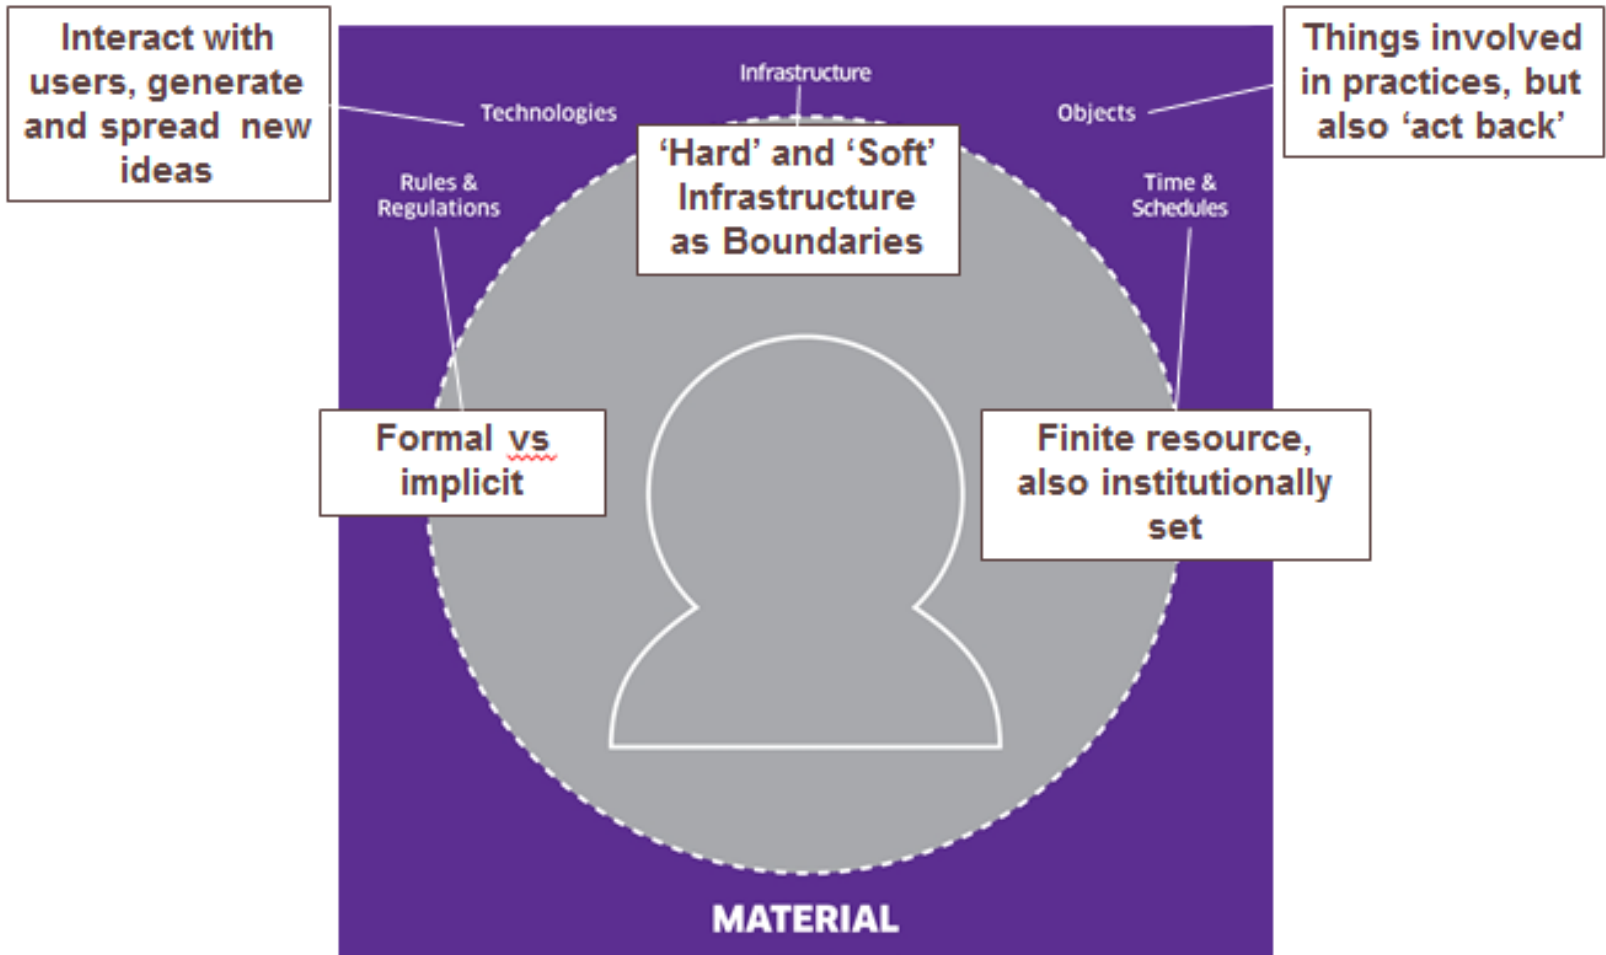 Interact with
users, generate
and spread new
ideas
Infrastructure
Technologies
Objects
Things involved
in practices, but
also ‘act back’
Rules &
Regulations
‘Hard’ and ‘Soft’
Infrastructure
as Boundaries
Time &
Schedules
Formal vs
implicit
Finite resource,
also institutionally
set
MATERIAL